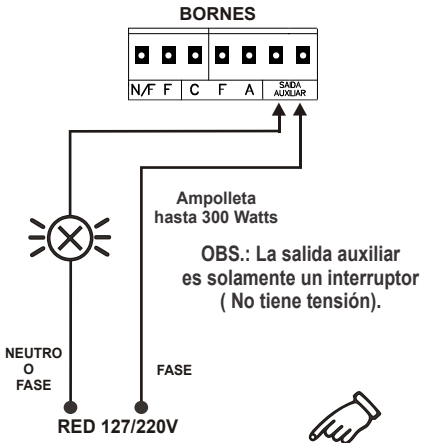 BORNES
N/F F C F A SAIDA
AUXILIAR
Ampolleta
hasta 300 Watts
OBS.: La salida auxiliar
es solamente un interruptor
( No tiene tensión).
NEUTRO
O
FASE
FASE
RED 127/220V